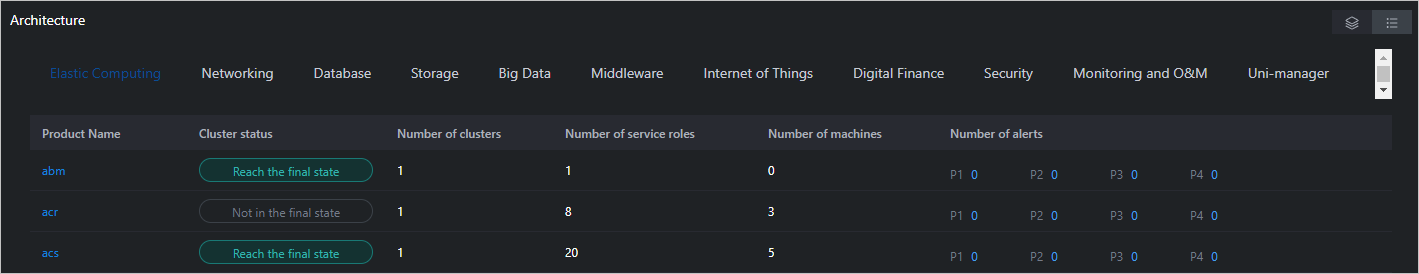 Architecture
Elastic Computing Networking Database Storage Big Data Middleware Internet of Things Digital Finance Security Monitoring and O&M Uni-manager
Product Name Cluster status Number of clusters Number of service roles Number of machines Number of alerts
abm Reach the final state 1 1 0 P1 0 P2 0 P3 0 P4 0
acr Not in the final state 1 8 3 P1 0 P2 0 P3 0 P4 0
acs Reach the final state 1 20 5 P1 0 P2 0 P3 0 P4 0